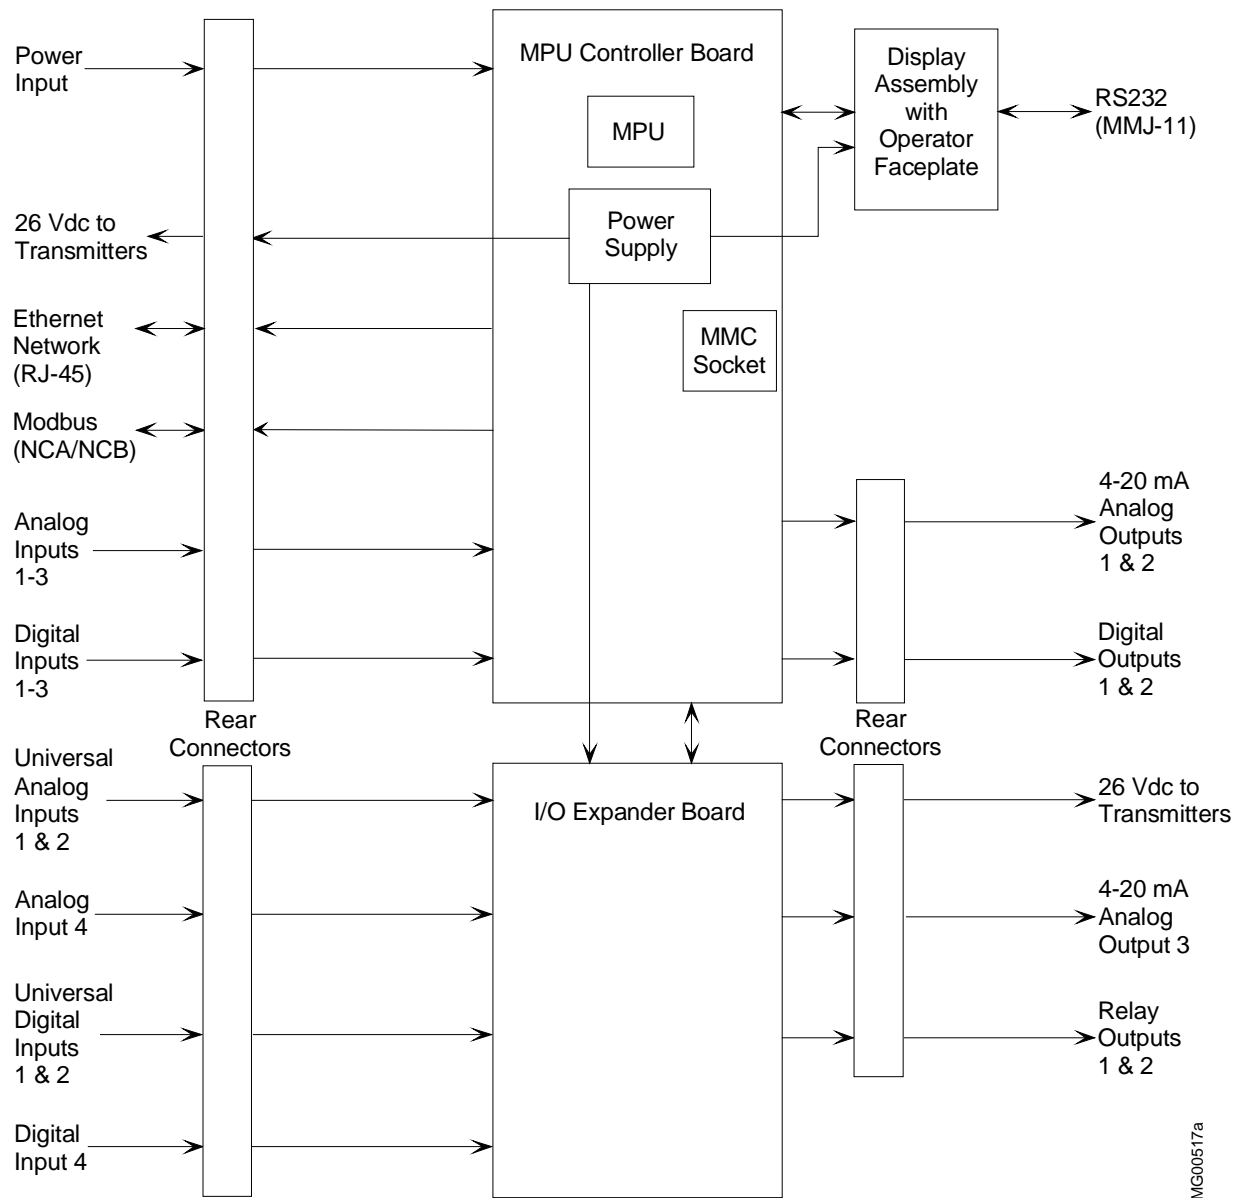 Power
Input
26 Vdc to
Transmitters
Ethernet
Network
(RJ-45)
Modbus
(NCA/NCB)
Analog
Inputs
1-3
Digital
Inputs
1-3
Rear
Connectors
MPU Controller Board
MPU
Power
Supply
MMC
Socket
Display
Assembly
with
Operator
Faceplate
RS232
(MMJ-11)
4-20 mA
Analog
Outputs
1 & 2
Digital
Outputs
1 & 2
Rear
Connectors
Universal
Analog
Inputs
1 & 2
Analog
Input 4
Universal
Digital
Inputs
1 & 2
Digital
Input 4
I/O Expander Board
26 Vdc to
Transmitters
4-20 mA
Analog
Output 3
Relay
Outputs
1 & 2
MG00517a